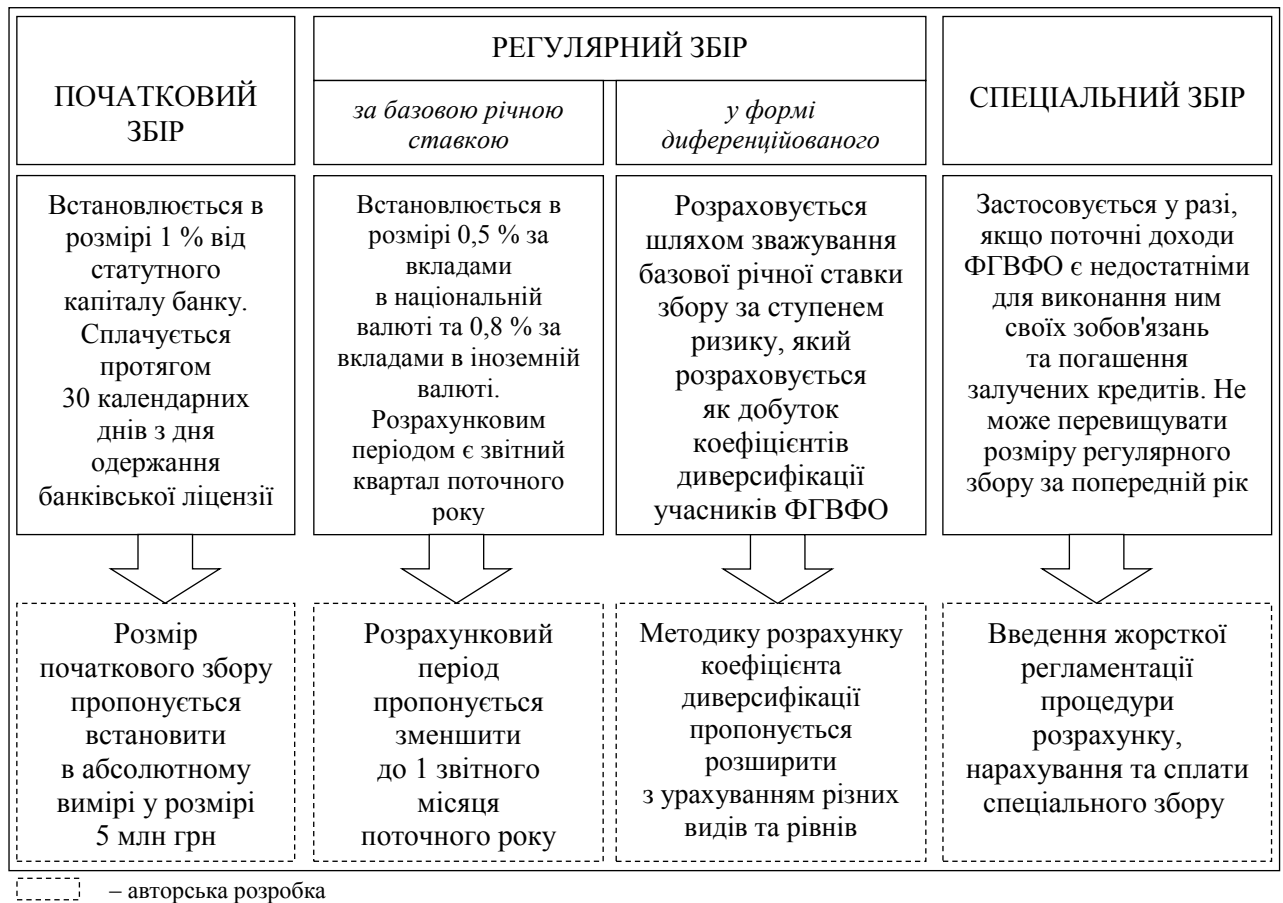 ПОЧАТКОВИЙ
ЗБІР
РЕГУЛЯРНИЙ ЗБІР
за базовою річною
ставкою
у формі
диференційованого
СПЕЦІАЛЬНИЙ ЗБІР
Встановлюється в
розмірі 1 % від
статутного
капіталу банку.
Сплачується
протягом
30 календарних
днів з дня
одержання
банківської ліцензії
Встановлюється в
розмірі 0,5 % за
вкладами
в національній
валюті та 0,8 % за
вкладами в іноземній
валюті.
Розрахунковим
періодом є звітний
квартал поточного
року
Розраховується
шляхом зважування
базової річної ставки
збору за ступенем
ризику, який
розраховується
як добуток
коефіцієнтів
диверсифікації
учасників ФГВФО
Застосовується у разі,
якщо поточні доходи
ФГВФО є недостатніми
для виконання ним
своїх зобов'язань
та погашення
залучених кредитів. Не
може перевищувати
розміру регулярного
збору за попередній рік
Розмір
початкового збору
пропонується
встановити
в абсолютному
вимірі у розмірі
5 млн грн
Розрахунковий
період
пропонується
зменшити
до 1 звітного
місяця
поточного року
Методику розрахунку
коефіцієнта
диверсифікації
пропонується
розширити
з урахуванням різних
видів та рівнів
Введення жорсткої
регламентації
процедури
розрахунку,
нарахування та сплати
спеціального збору
– авторська розробка